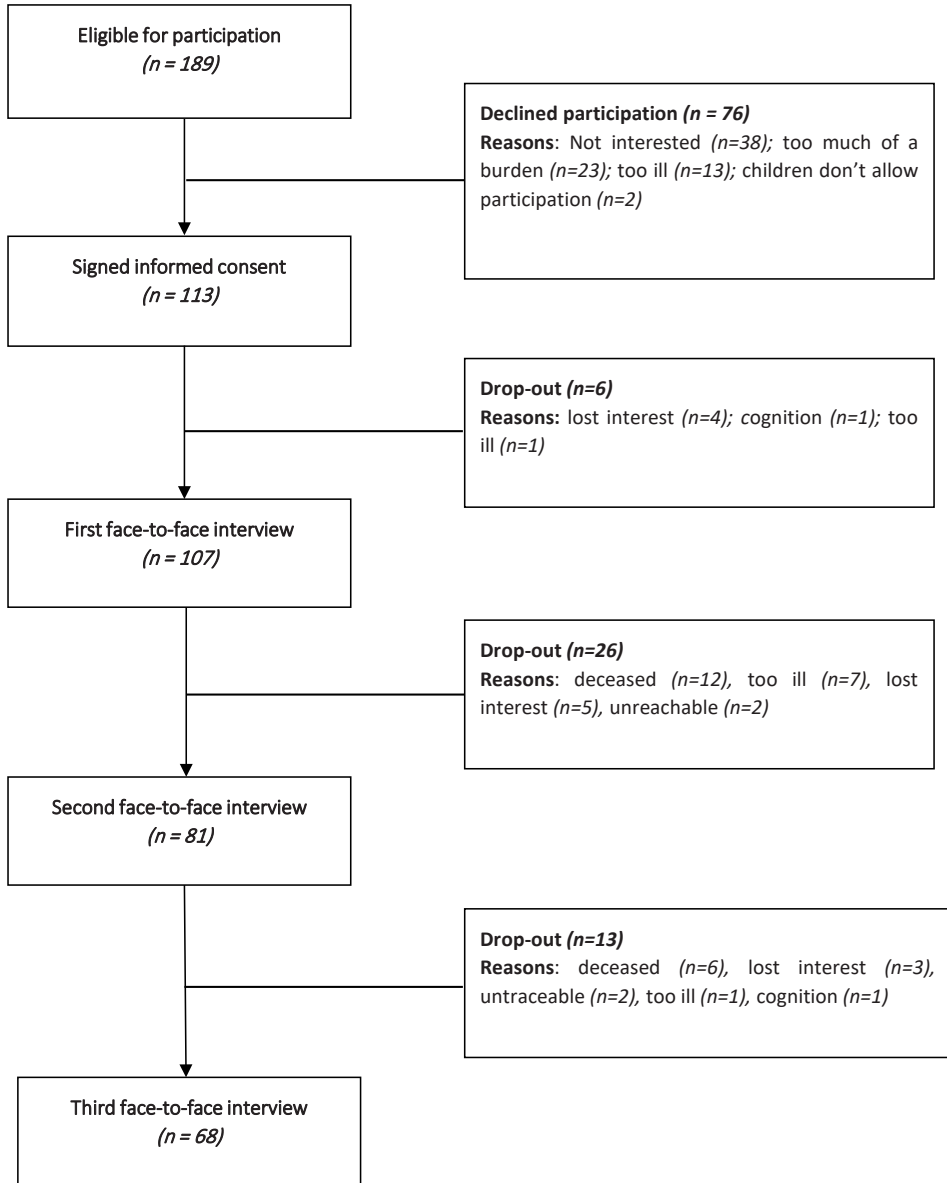 Eligible for participation
(n = 189)
Declined participation (n = 76)
Reasons: Not interested (n=38); too much of a
burden (n=23); too ill (n=13); children don’t allow
participation (n=2)
Signed informed consent
(n = 113)
Drop-out (n=6)
Reasons: lost interest (n=4); cognition (n=1); too
ill (n=1)
First face-to-face interview
(n = 107)
Drop-out (n=26)
Reasons: deceased (n=12), too ill (n=7), lost
interest (n=5), unreachable (n=2)
Second face-to-face interview
(n = 81)
Drop-out (n=13)
Reasons: deceased (n=6), lost interest (n=3),
untraceable (n=2), too ill (n=1), cognition (n=1)
Third face-to-face interview
(n = 68)